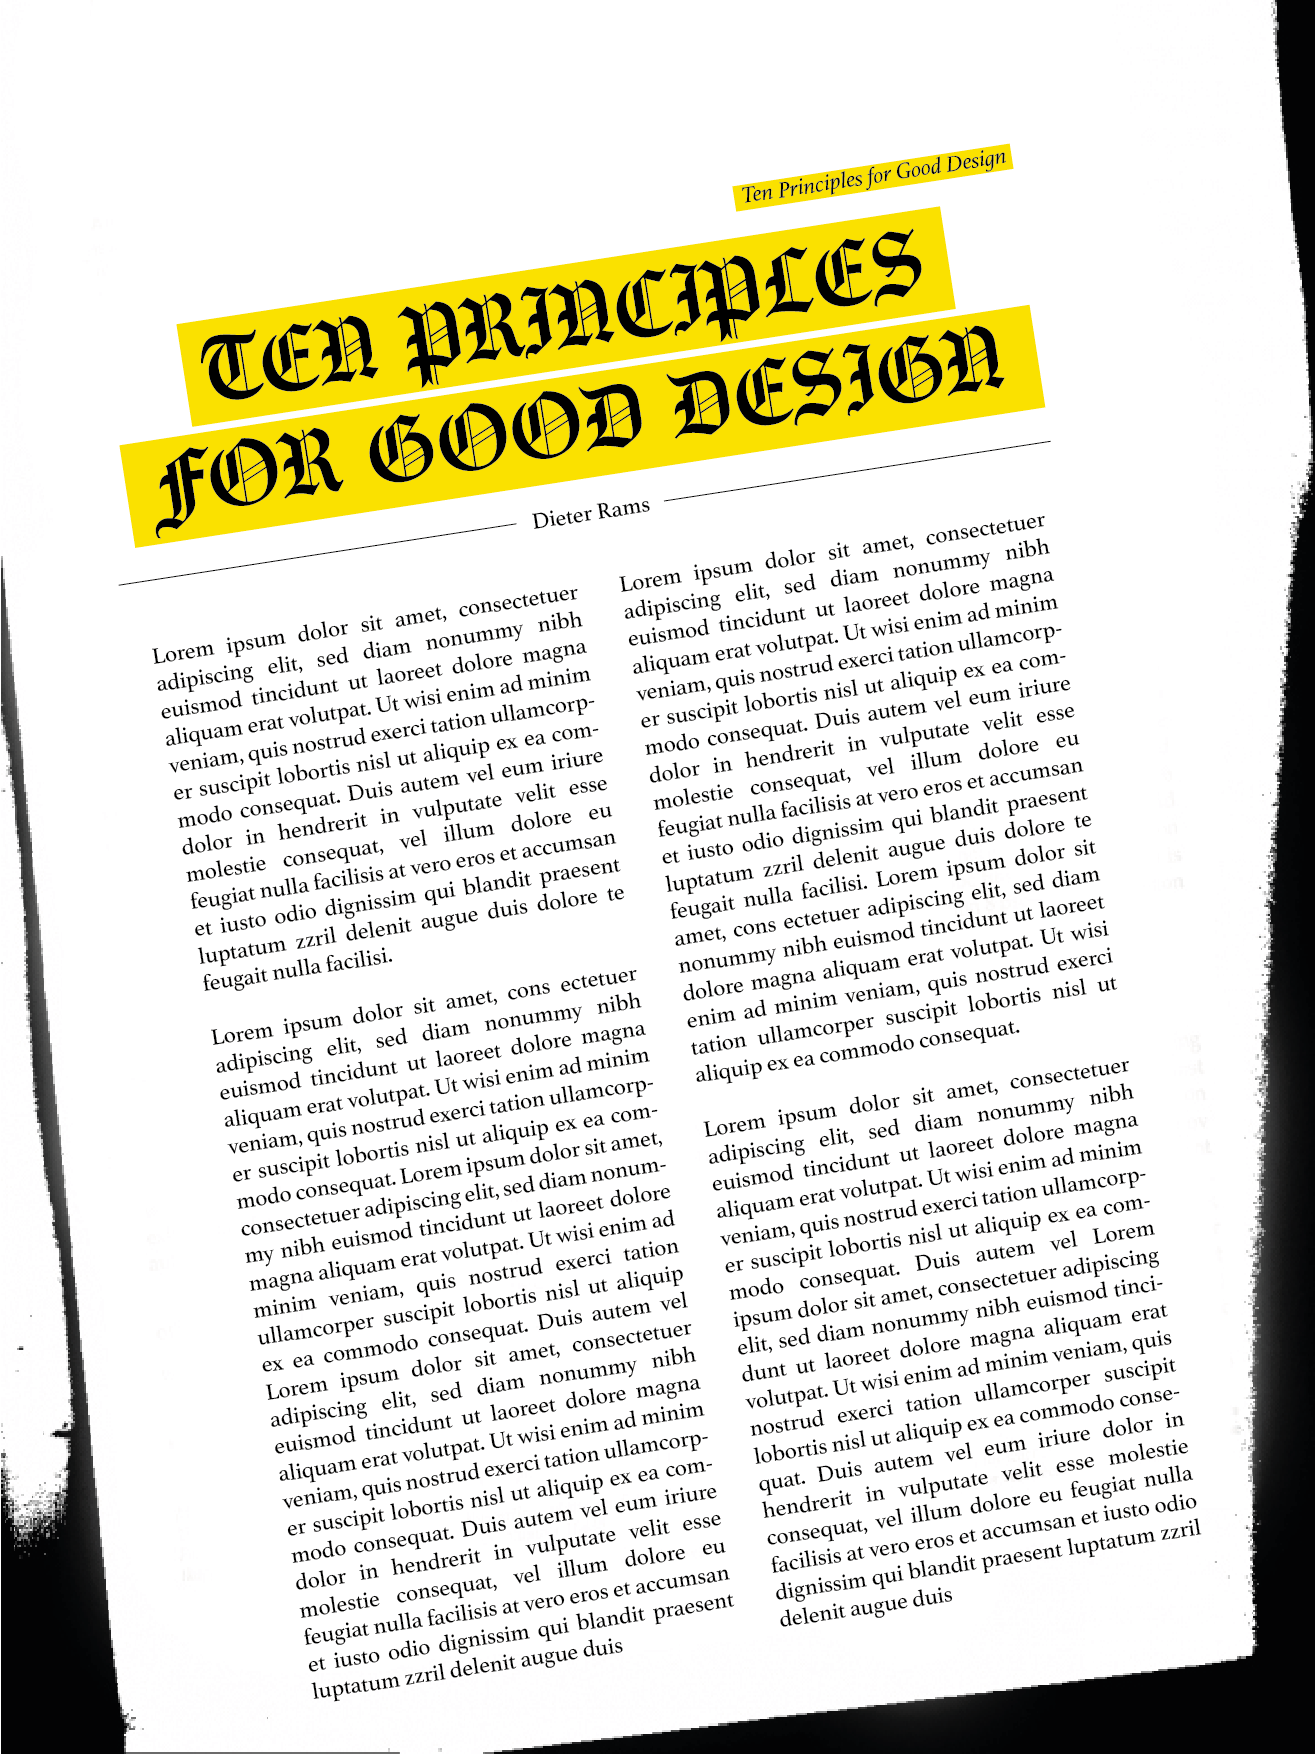 Ten Principles for Good Design
TEN PRINCIPLES
FOR GOOD DESIGN
Dieter Rams
Lorem ipsum dolor sit amet, consectetuer
adipiscing elit, sed diam nonummy nibh
euismod tincidunt ut laoreet dolore magna
aliquam erat volutpat. Ut wisi enim ad minim
veniam, quis nostrud exerci tation ullamcorp-
er suscipit lobortis nisl ut aliquip ex ea com-
modo consequat. Duis autem vel eum iriure
dolor in hendrerit in vulputate velit esse
molestie consequat, vel illum dolore eu
feugiat nulla facilisis at vero eros et accumsan
et iusto odio dignissim qui blandit praesent
luptatum zzril delenit augue duis dolore te
feugait nulla facilisi.
Lorem ipsum dolor sit amet, cons ectetuer
adipiscing elit, sed diam nonummy nibh
euismod tincidunt ut laoreet dolore magna
aliquam erat volutpat. Ut wisi enim ad minim
veniam, quis nostrud exerci tation ullamcorp-
er suscipit lobortis nisl ut aliquip ex ea com-
modo consequat. Lorem ipsum dolor sit amet,
consectetuer adipiscing elit, sed diam nonum-
my nibh euismod tincidunt ut laoreet dolore
magna aliquam erat volutpat. Ut wisi enim ad
minim veniam, quis nostrud exerci tation
ullamcorper suscipit lobortis nisl ut aliquip
ex ea commodo consequat. Duis autem vel
Lorem ipsum dolor sit amet, consectetuer
adipiscing elit, sed diam nonummy nibh
euismod tincidunt ut laoreet dolore magna
aliquam erat volutpat. Ut wisi enim ad minim
veniam, quis nostrud exerci tation ullamcorp-
er suscipit lobortis nisl ut aliquip ex ea com-
modo consequat. Duis autem vel eum iriure
dolor in hendrerit in vulputate velit esse
molestie consequat, vel illum dolore eu
feugiat nulla facilisis at vero eros et accumsan
et iusto odio dignissim qui blandit praesent
luptatum zzril delenit augue duis
Lorem ipsum dolor sit amet, consectetuer
adipiscing elit, sed diam nonummy nibh
euismod tincidunt ut laoreet dolore magna
aliquam erat volutpat. Ut wisi enim ad minim
veniam, quis nostrud exerci tation ullamcorp-
er suscipit lobortis nisl ut aliquip ex ea com-
modo consequat. Duis autem vel eum iriure
dolor in hendrerit in vulputate velit esse
molestie consequat, vel illum dolore eu
feugiat nulla facilisis at vero eros et accumsan
et iusto odio dignissim qui blandit praesent
luptatum zzril delenit augue duis dolore te
feugait nulla facilisi. Lorem ipsum dolor sit
amet, cons ectetuer adipiscing elit, sed diam
nonummy nibh euismod tincidunt ut laoreet
dolore magna aliquam erat volutpat. Ut wisi
enim ad minim veniam, quis nostrud exerci
tation ullamcorper suscipit lobortis nisl ut
aliquip ex ea commodo consequat.
Lorem ipsum dolor sit amet, consectetuer
adipiscing elit, sed diam nonummy nibh
euismod tincidunt ut laoreet dolore magna
aliquam erat volutpat. Ut wisi enim ad minim
veniam, quis nostrud exerci tation ullamcorp-
er suscipit lobortis nisl ut aliquip ex ea com-
modo consequat. Duis autem vel Lorem
ipsum dolor sit amet, consectetuer adipiscing
elit, sed diam nonummy nibh euismod tinci-
dunt ut laoreet dolore magna aliquam erat
volutpat. Ut wisi enim ad minim veniam, quis
nostrud exerci tation ullamcorper suscipit
lobortis nisl ut aliquip ex ea commodo conse-
quat. Duis autem vel eum iriure dolor in
hendrerit in vulputate velit esse molestie
consequat, vel illum dolore eu feugiat nulla
facilisis at vero eros et accumsan et iusto odio
dignissim qui blandit praesent luptatum zzril
delenit augue duis